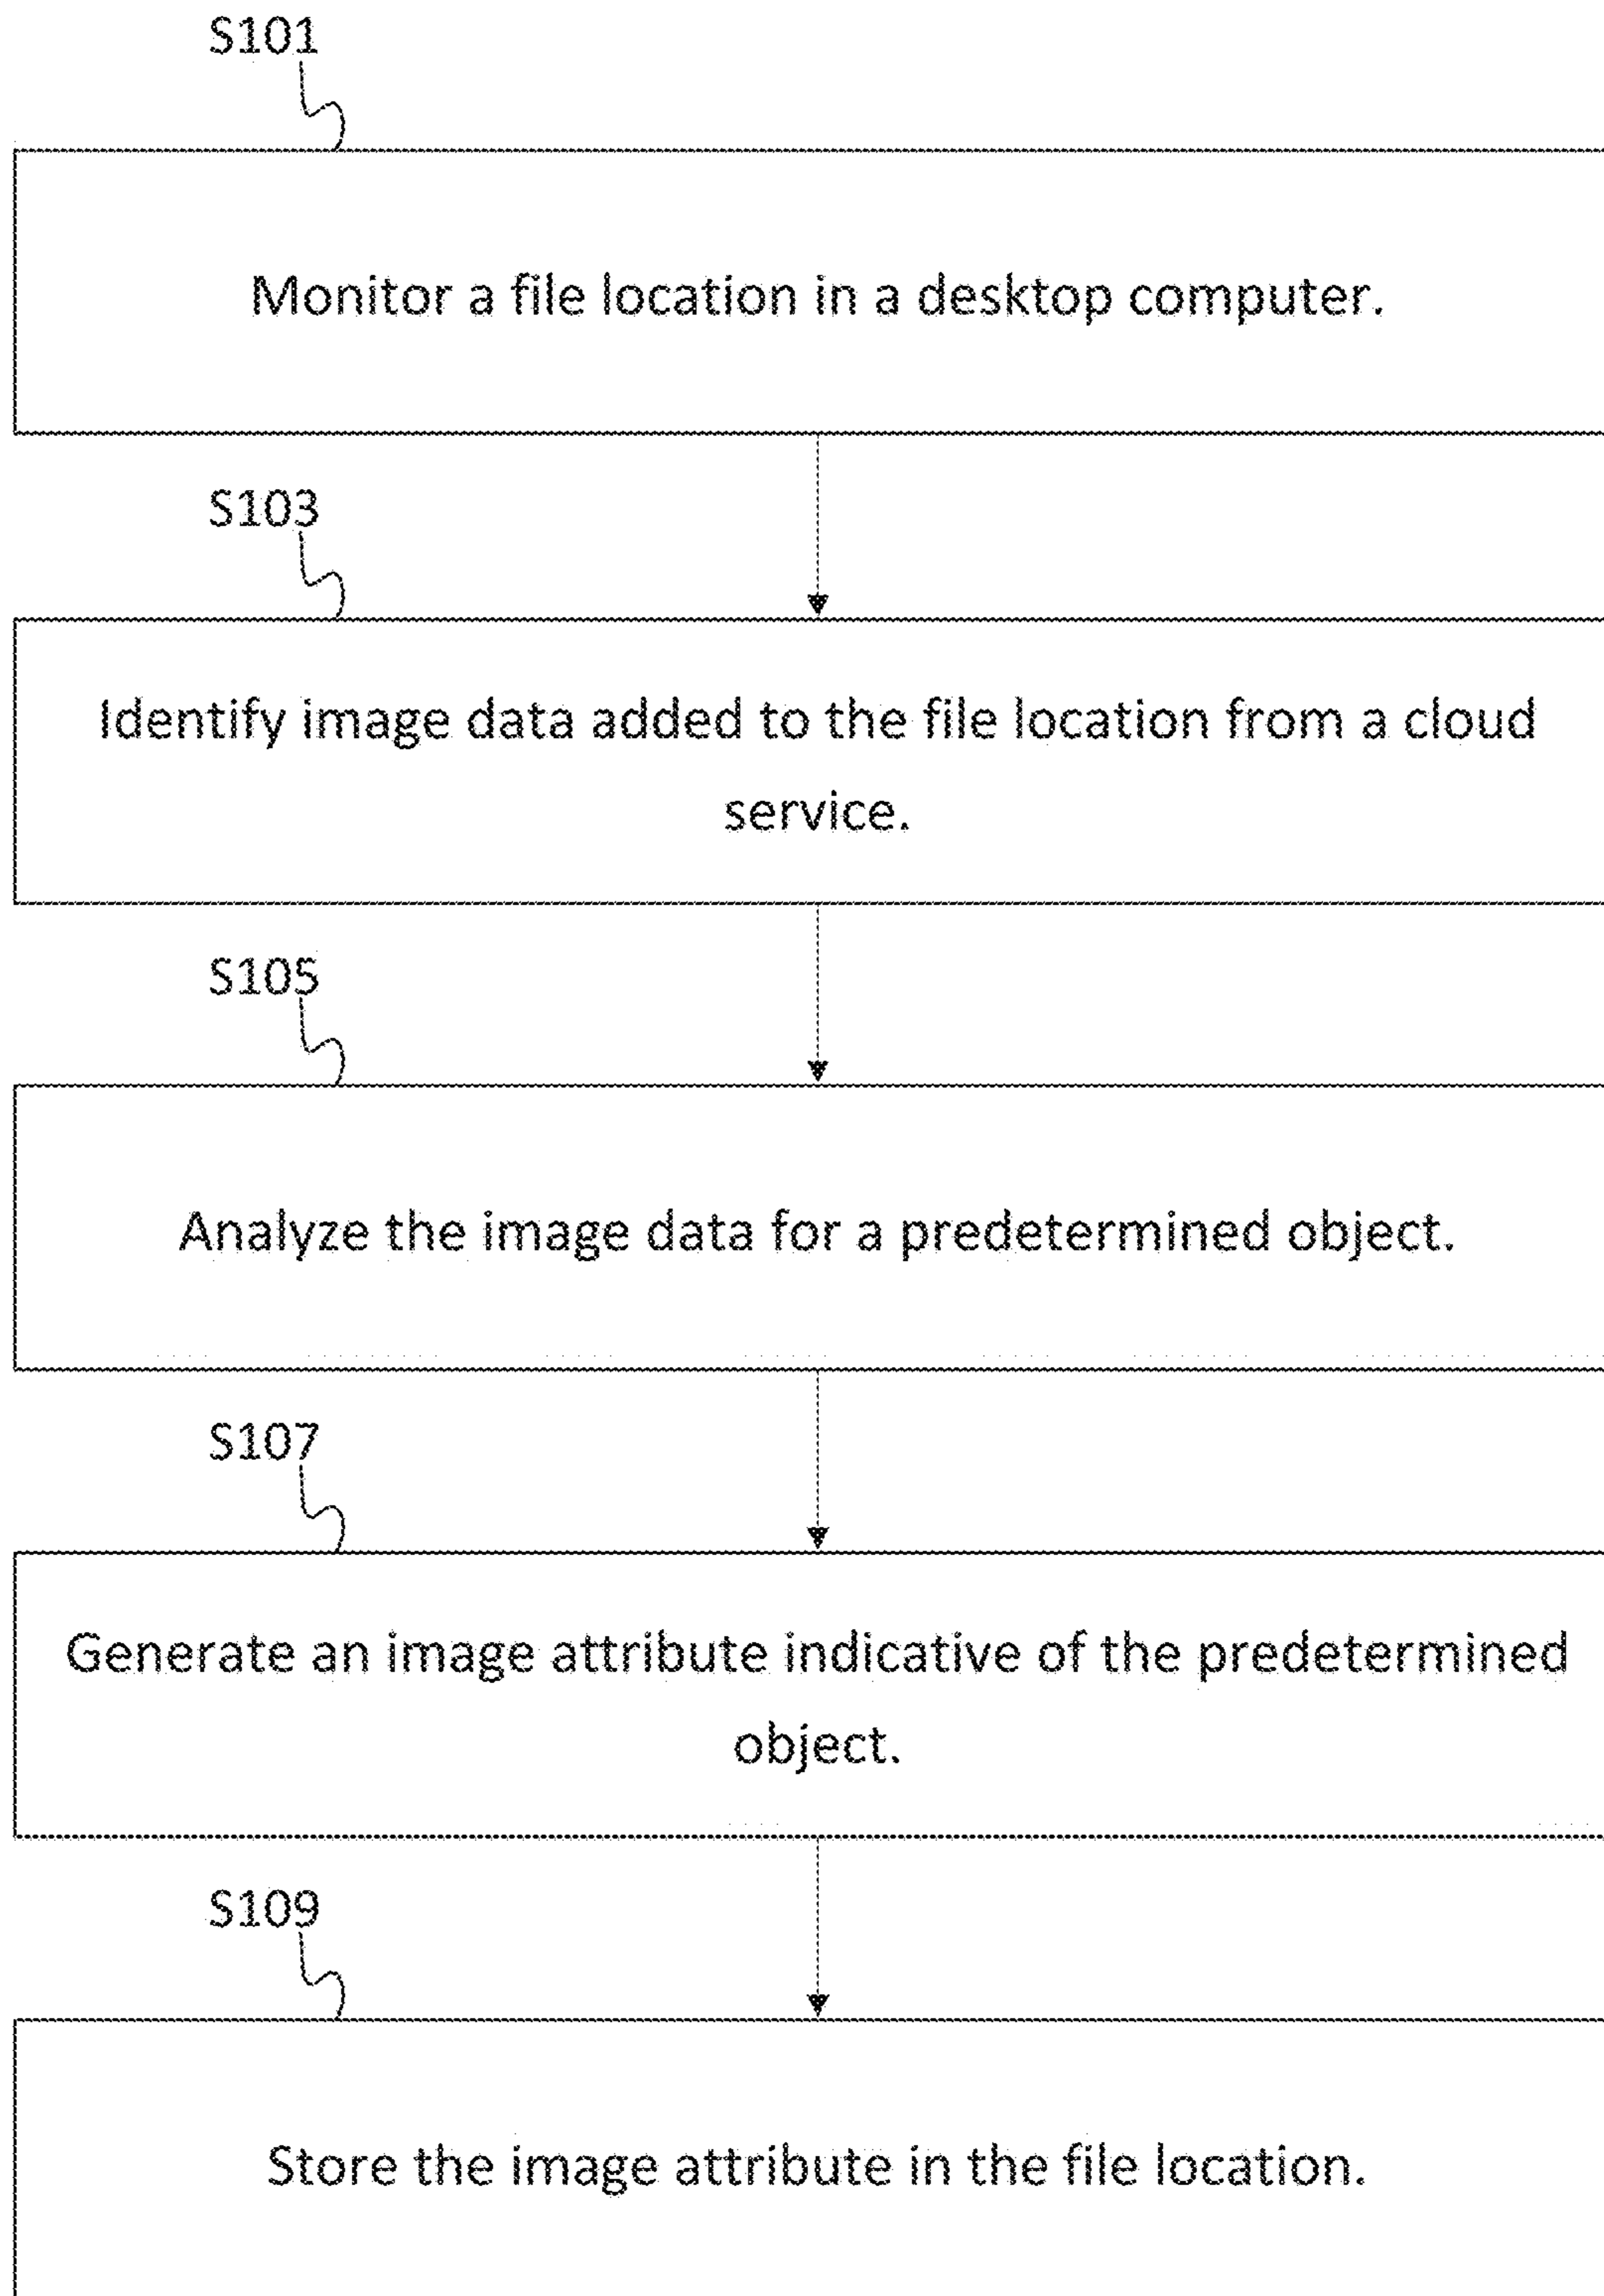 S101
Monitor a file location in a desktop computer.
S103
Identify image data added to the file location from a cloud
service.
S105
Analyze the image data for a predetermined object.
S107
Generate an image attribute indicative of the predetermined
object.
S109
Store the image attribute in the file location.